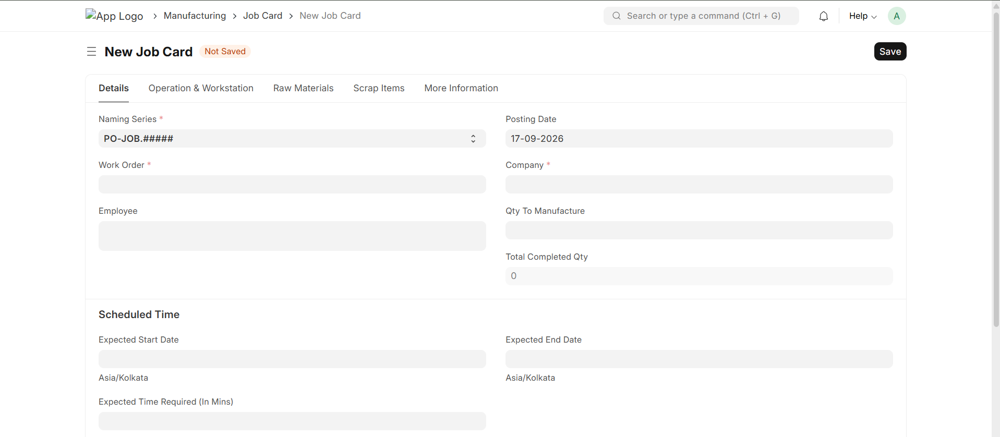 App Logo > Manufacturing > Job Card > New Job Card Search or type a command (Ctrl + G) Help A
New Job Card Not Saved Save
Details Operation & Workstation Raw Materials Scrap Items More Information
Naming Series * Posting Date
PO-JOB.##### 17-09-2026
Work Order * Company *
Employee Qty To Manufacture
Total Completed Qty
0
Scheduled Time
Expected Start Date Expected End Date
Asia/Kolkata Asia/Kolkata
Expected Time Required (In Mins)